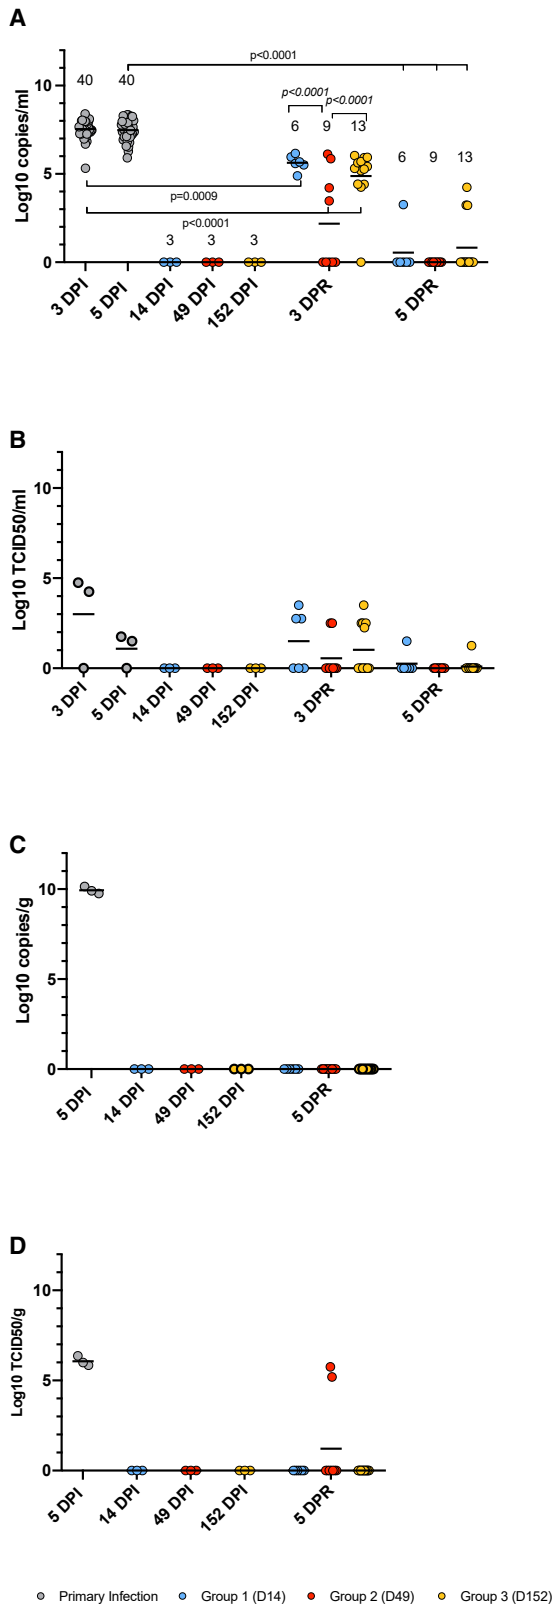 A
p<0.0001
40 40
p<0.0001
p<0.0001
6 9 13
6 9 13
p=0.0009
p<0.0001
3 3 3
Log10 copies/ml
10
5
0
3 DPI 5 DPI 14 DPI 49 DPI 152 DPI 3 DPR 5 DPR
B
Log10 TCID50/ml
10
5
0
3 DPI 5 DPI 14 DPI 49 DPI 152 DPI 3 DPR 5 DPR
C
Log10 copies/g
10
5
0
5 DPI 14 DPI 49 DPI 152 DPI 5 DPR
D
Log10 TCID50/g
10
5
0
5 DPI 14 DPI 49 DPI 152 DPI 5 DPR
Primary Infection Group 1 (D14) Group 2 (D49) Group 3 (D152)